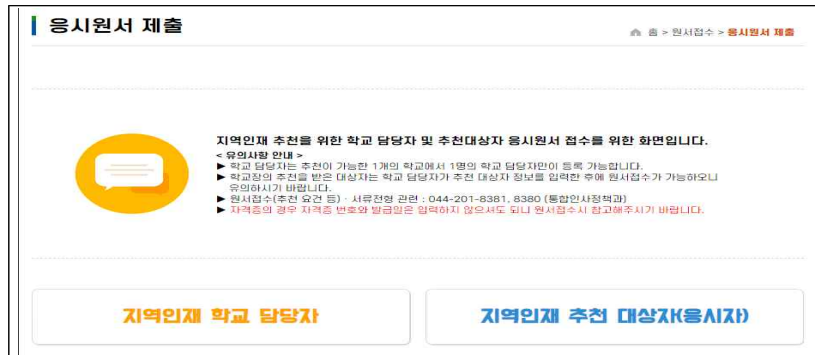 응시원서 제출
홈 > 원서접수 > 응시원서 제출
지역인재 추천을 위한 학교 담당자 및 추천대상자 응시원서 접수를 위한 화면입니다.
< 유의사항 안내 >
▶ 학교 담당자는 추천이 가능한 1개의 학교에서 1명의 학교 담당자만이 등록 가능합니다.
▶ 학교장의 추천을 받은 대상자는 학교 담당자가 추천 대상자 정보를 입력한 후에 원서접수가 가능하오니
유의하시기 바랍니다.
▶ 원서접수(추천 요건 등) · 서류전형 관련 : 044-201-8381, 8380 (통합인사정책과)
▶ 자격증의 경우 자격증 번호와 발급일은 입력하지 않으셔도 되니 원서접수시 참고해주시기 바랍니다.
지역인재 학교 담당자
지역인재 추천 대상자(응시자)